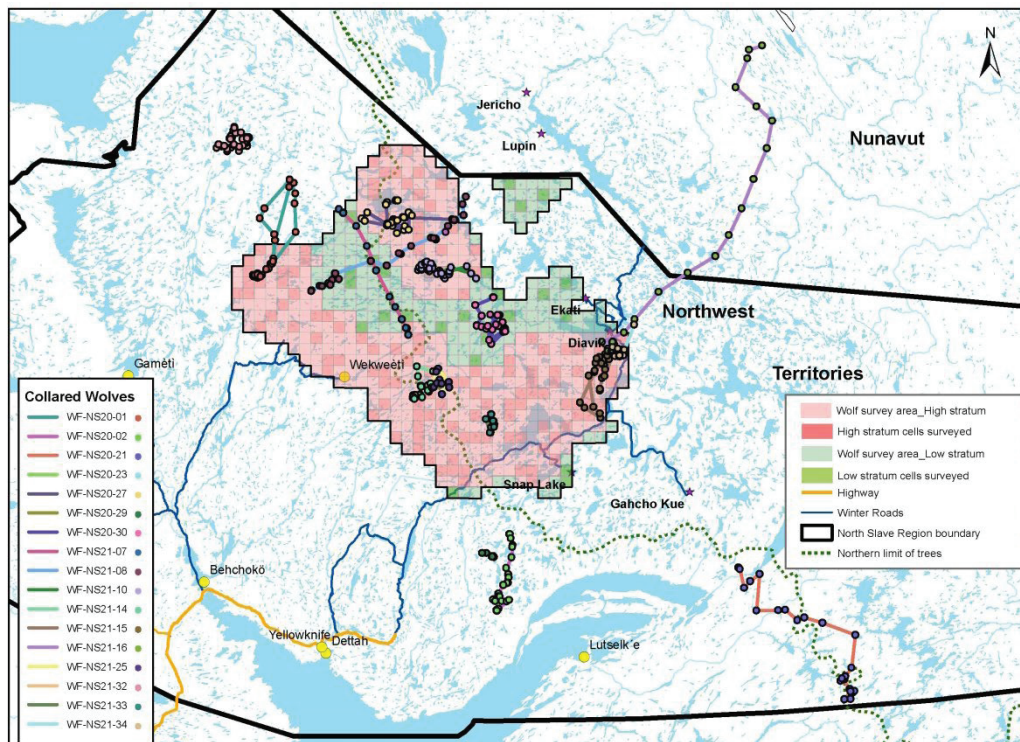 N
Jericho
Lupin
Nunavut
Ekati
Northwest
Diavik
Gamèti
Wekweètì
Territories
Collared Wolves
WF-NS20-01
WF-NS20-02
WF-NS20-21
WF-NS20-23
WF-NS20-27
WF-NS20-29
WF-NS20-30
WF-NS21-07
WF-NS21-08
WF-NS21-10
WF-NS21-14
WF-NS21-15
WF-NS21-16
WF-NS21-25
WF-NS21-32
WF-NS21-33
WF-NS21-34
Wolf survey area_High stratum
High stratum cells surveyed
Wolf survey area_Low stratum
Low stratum cells surveyed
Highway
Winter Roads
North Slave Region boundary
Northern limit of trees
Snap Lake
Gahcho Kue
Behchokö
Yellowknife
Dettah
Lutselk´e